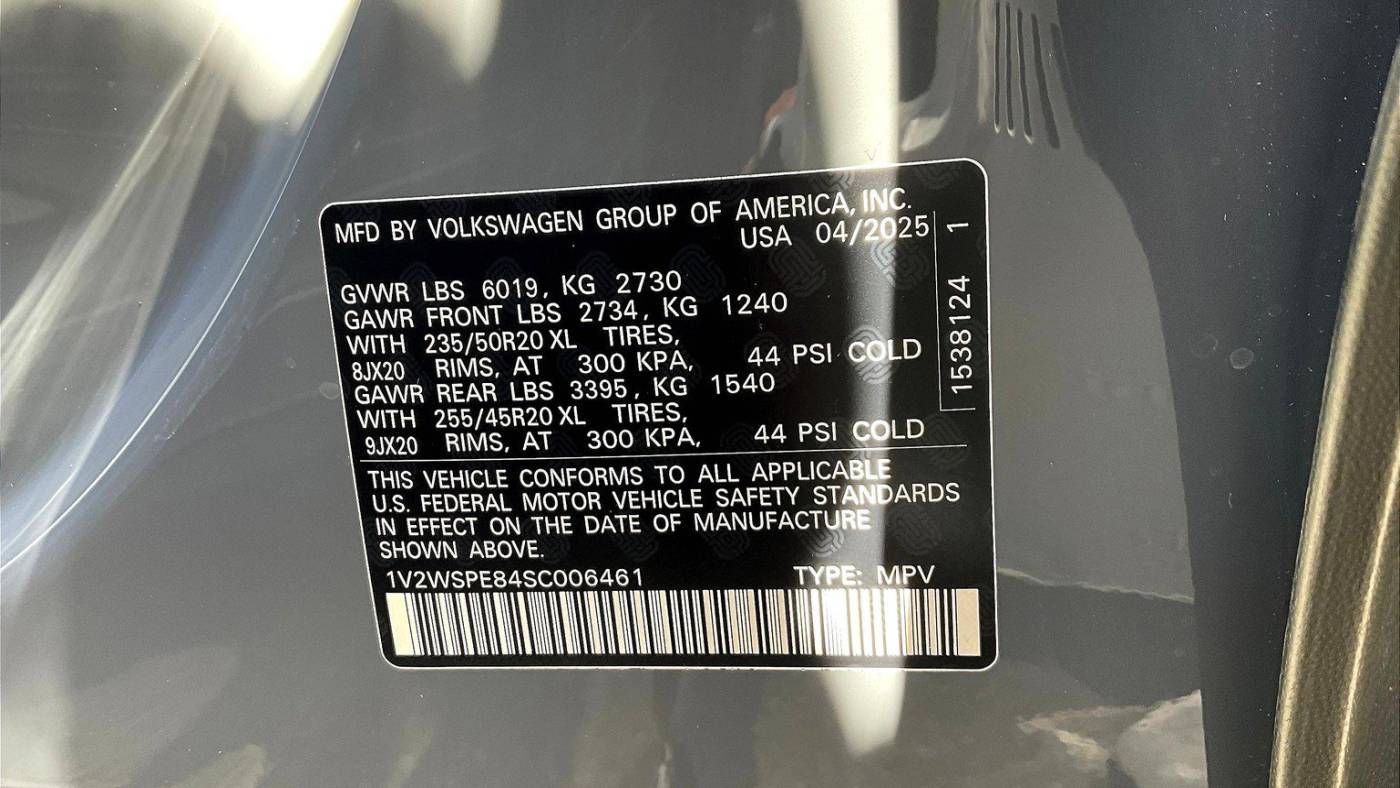 MFD BY VOLKSWAGEN GROUP OF AMERICA, INC.
USA 04/2025
GVWR LBS 6019, KG 2730
GAWR FRONT LBS 2734, KG 1240
WITH 235/50R20 XL TIRES,
8JX20 RIMS, AT 300 KPA, 44 PSI COLD
GAWR REAR LBS 3395, KG 1540
WITH 255/45R20 XL TIRES,
9JX20 RIMS, AT 300 KPA, 44 PSI COLD
THIS VEHICLE CONFORMS TO ALL APPLICABLE
U.S. FEDERAL MOTOR VEHICLE SAFETY STANDARDS
IN EFFECT ON THE DATE OF MANUFACTURE
SHOWN ABOVE.
1V2WSPE84SC006461 TYPE: MPV
1538124 1